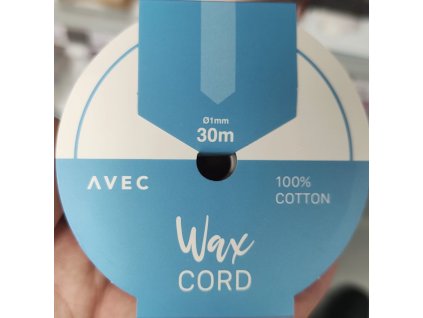 Ø1mm
30m
AVEC
100%
COTTON
Wax
CORD